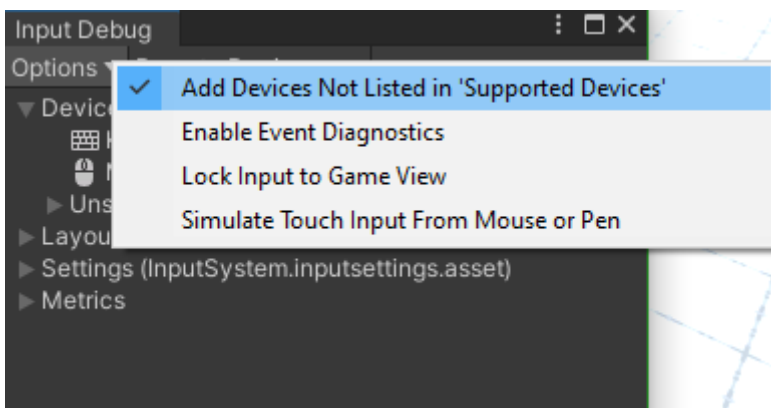 Input Debug
Options
Add Devices Not Listed in 'Supported Devices'
Enable Event Diagnostics
Lock Input to Game View
Simulate Touch Input From Mouse or Pen
Settings (InputSystem.inputsettings.asset)
Metrics